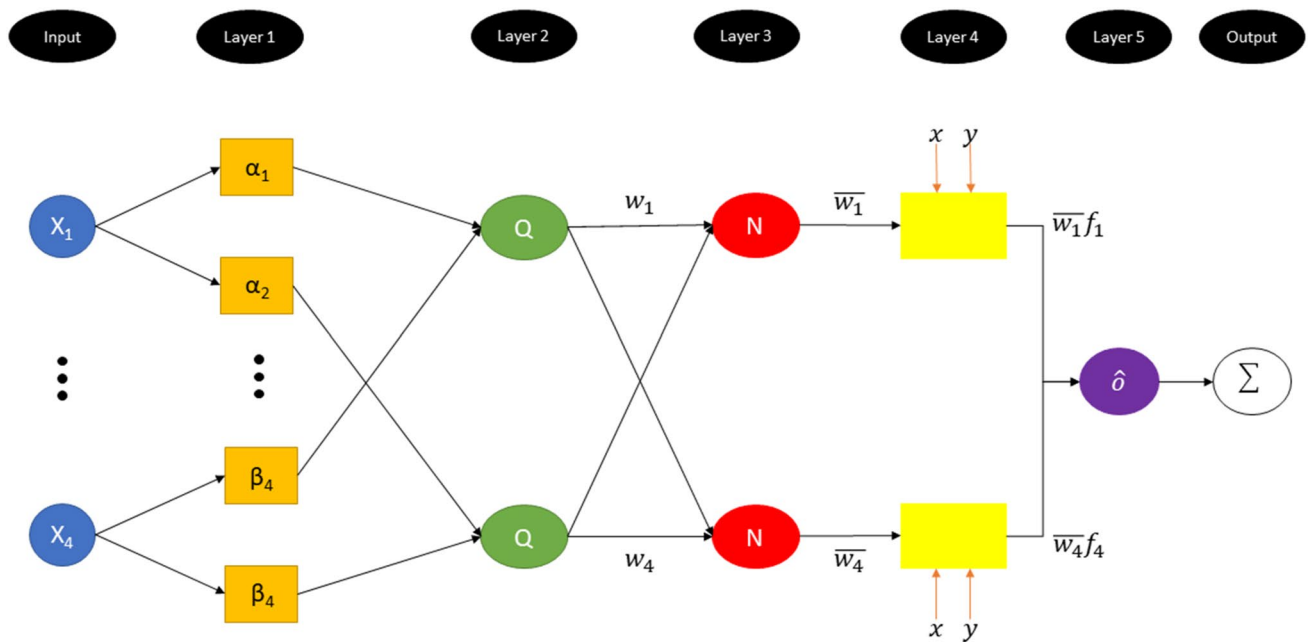 Input
Layer 1
Layer 2
Layer 3
Layer 4
Layer 5
Output
x y
α₁
X₁
Q
w₁
N
w̅₁
w̅₁f₁
α₂
ô
∑
β₄
X₄
Q
w₄
N
w̅₄
w̅₄f₄
β₄
x y